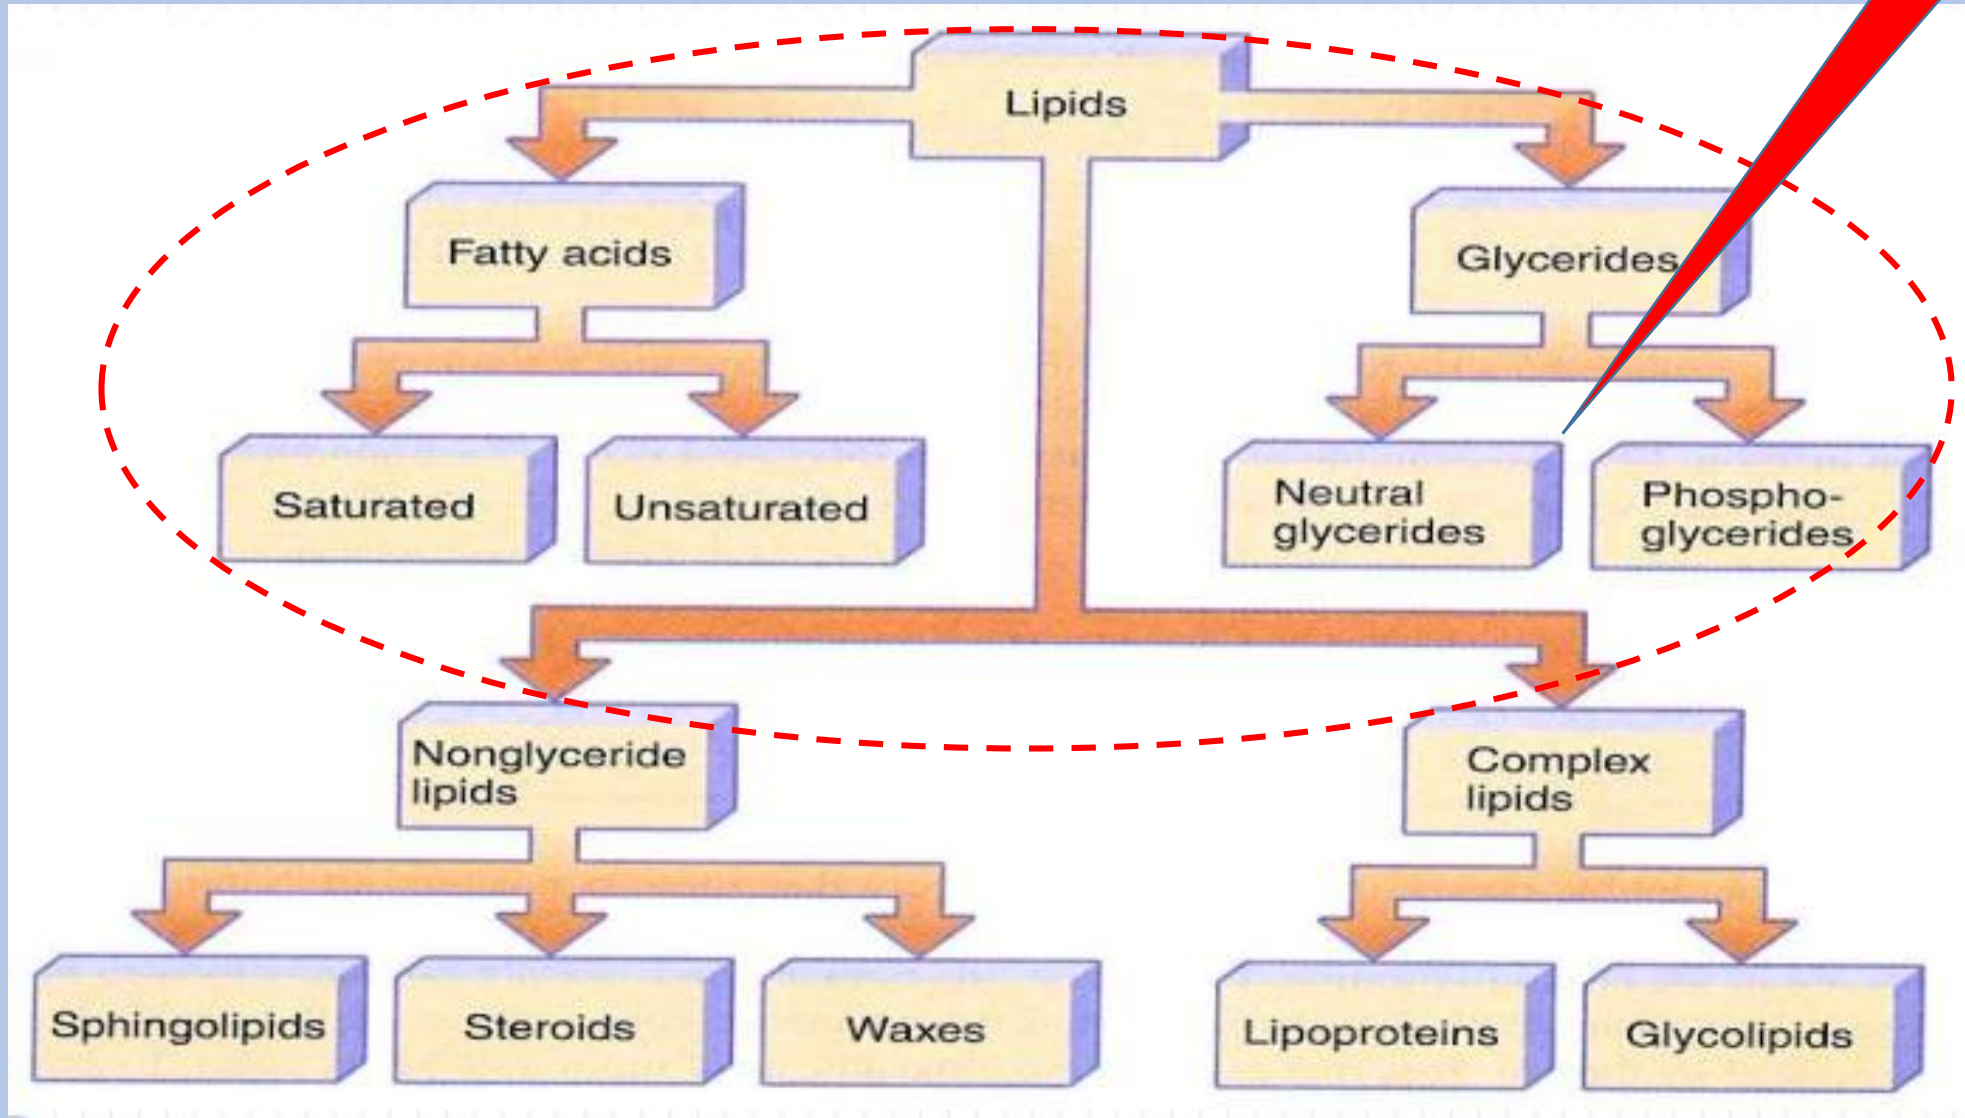 Lipids
Fatty acids
Glycerides
Saturated
Unsaturated
Neutral
glycerides
Phospho-
glycerides
Nonglyceride
lipids
Complex
lipids
Sphingolipids
Steroids
Waxes
Lipoproteins
Glycolipids